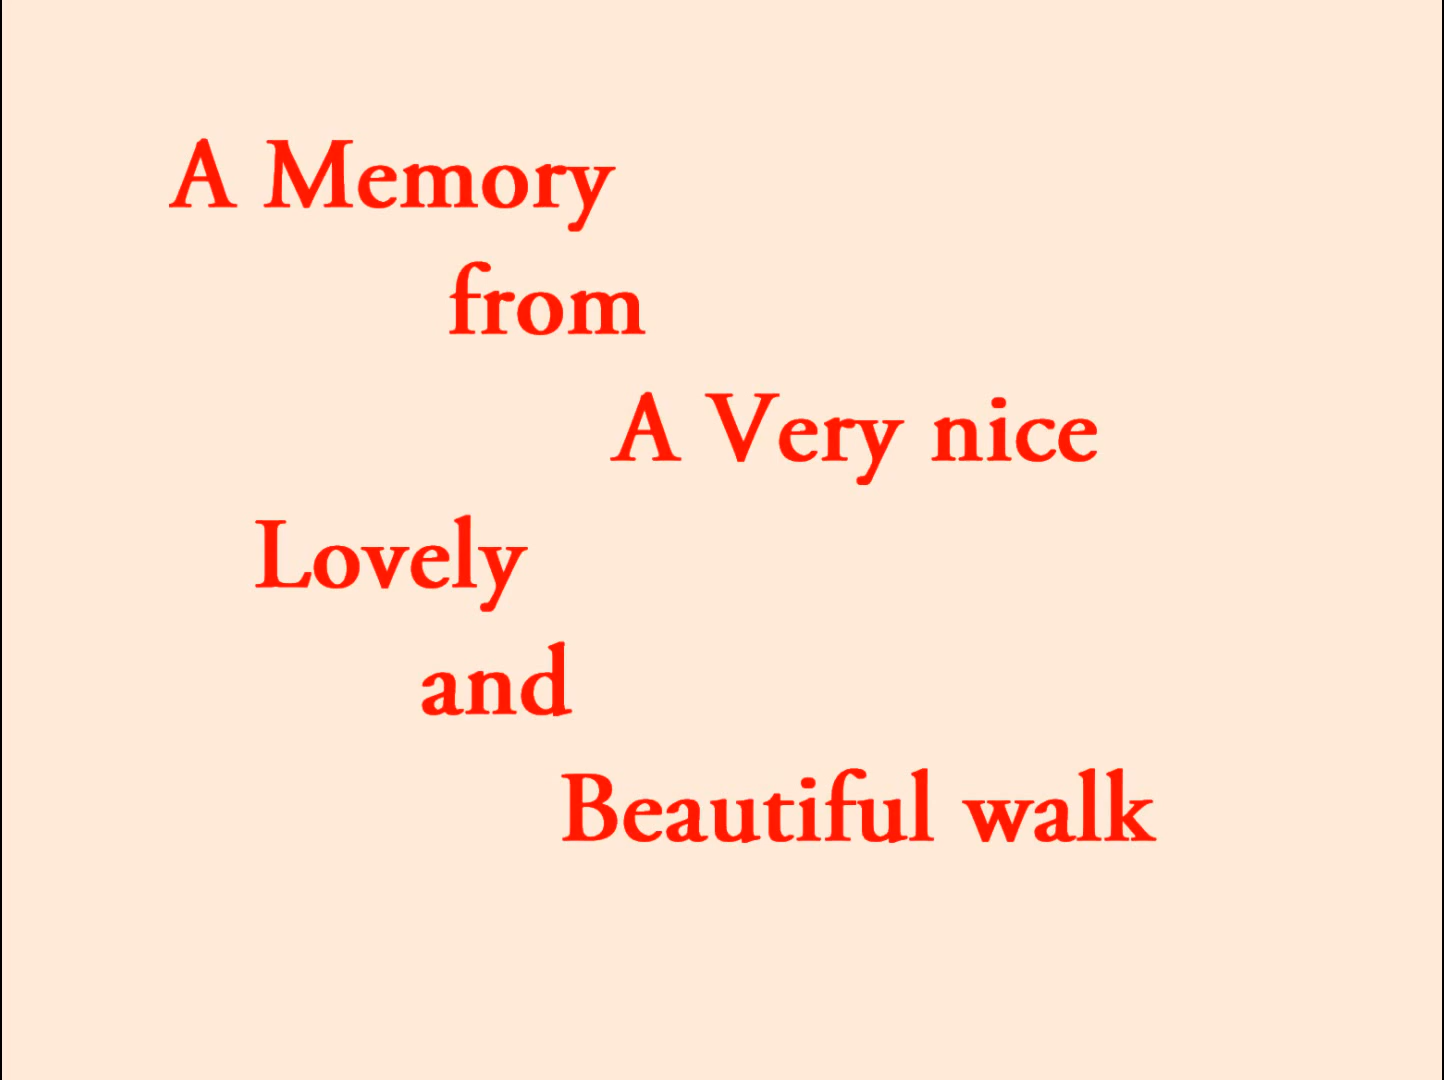 A Memory
from
A Very nice
Lovely
and
Beautiful walk